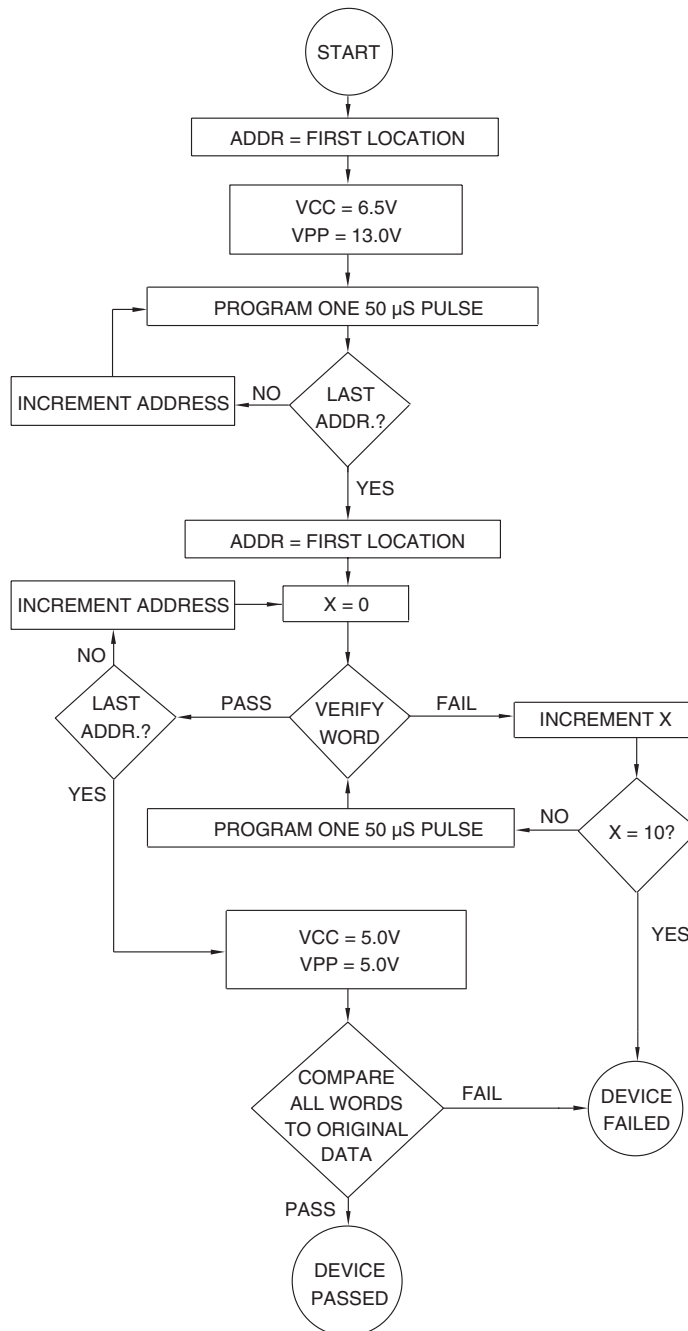 START
ADDR = FIRST LOCATION
VCC = 6.5V
VPP = 13.0V
PROGRAM ONE 50 µS PULSE
INCREMENT ADDRESS
NO
LAST
ADDR.?
YES
ADDR = FIRST LOCATION
INCREMENT ADDRESS
X = 0
NO
LAST
ADDR.?
PASS
VERIFY
WORD
FAIL
INCREMENT X
YES
PROGRAM ONE 50 µS PULSE
NO
X = 10?
VCC = 5.0V
VPP = 5.0V
YES
COMPARE
ALL WORDS
TO ORIGINAL
DATA
FAIL
DEVICE
FAILED
PASS
DEVICE
PASSED